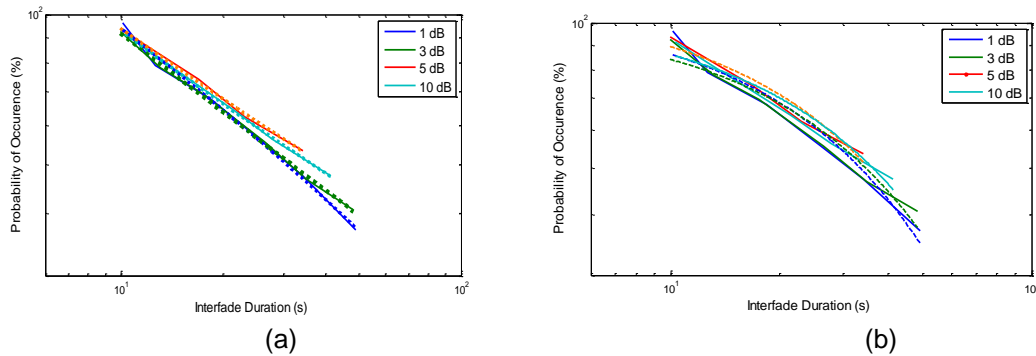 10²
1 dB
3 dB
5 dB
10 dB
Probability of Occurence (%)
10¹
10²
Interfade Duration (s)
(a)
10²
1 dB
3 dB
5 dB
10 dB
Probability of Occurence (%)
10¹
10
Interfade Duration (s)
(b)